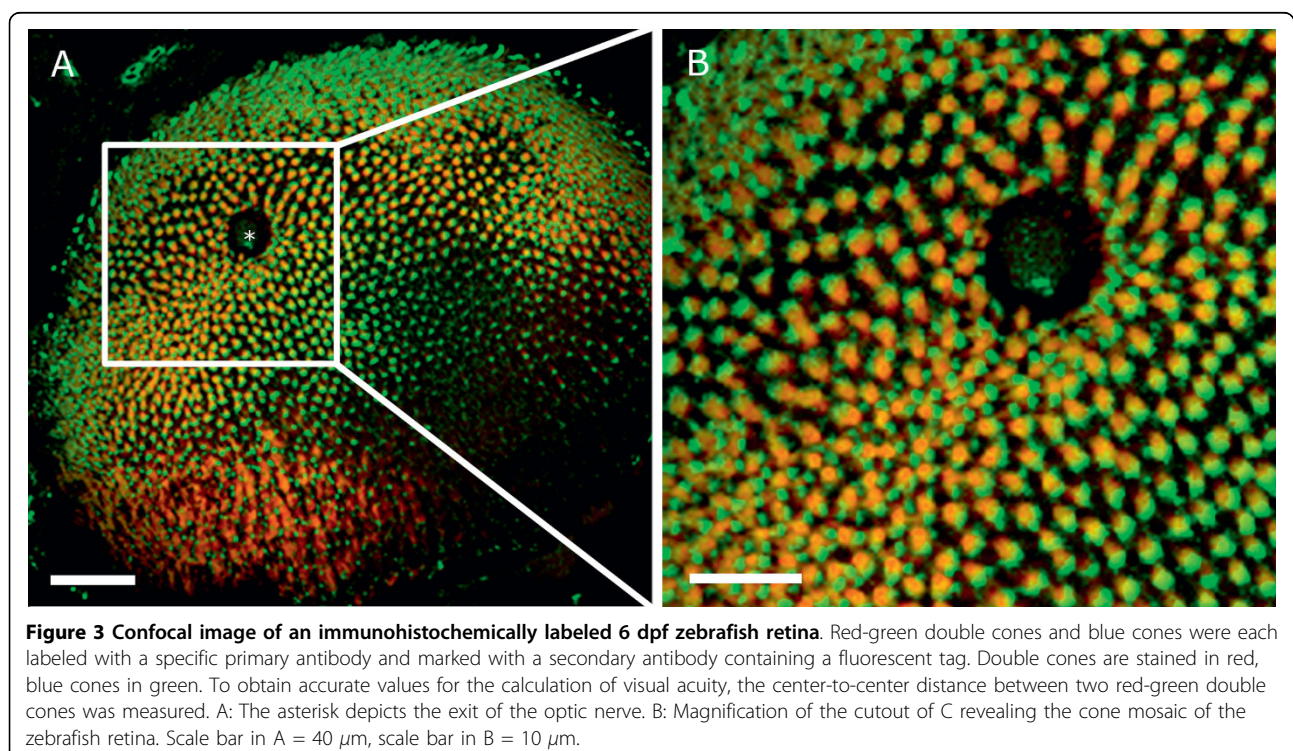 A
B
*
Figure 3 Confocal image of an immunohistochemically labeled 6 dpf zebrafish retina. Red-green double cones and blue cones were each
labeled with a specific primary antibody and marked with a secondary antibody containing a fluorescent tag. Double cones are stained in red,
blue cones in green. To obtain accurate values for the calculation of visual acuity, the center-to-center distance between two red-green double
cones was measured. A: The asterisk depicts the exit of the optic nerve. B: Magnification of the cutout of C revealing the cone mosaic of the
zebrafish retina. Scale bar in A = 40 μm, scale bar in B = 10 μm.